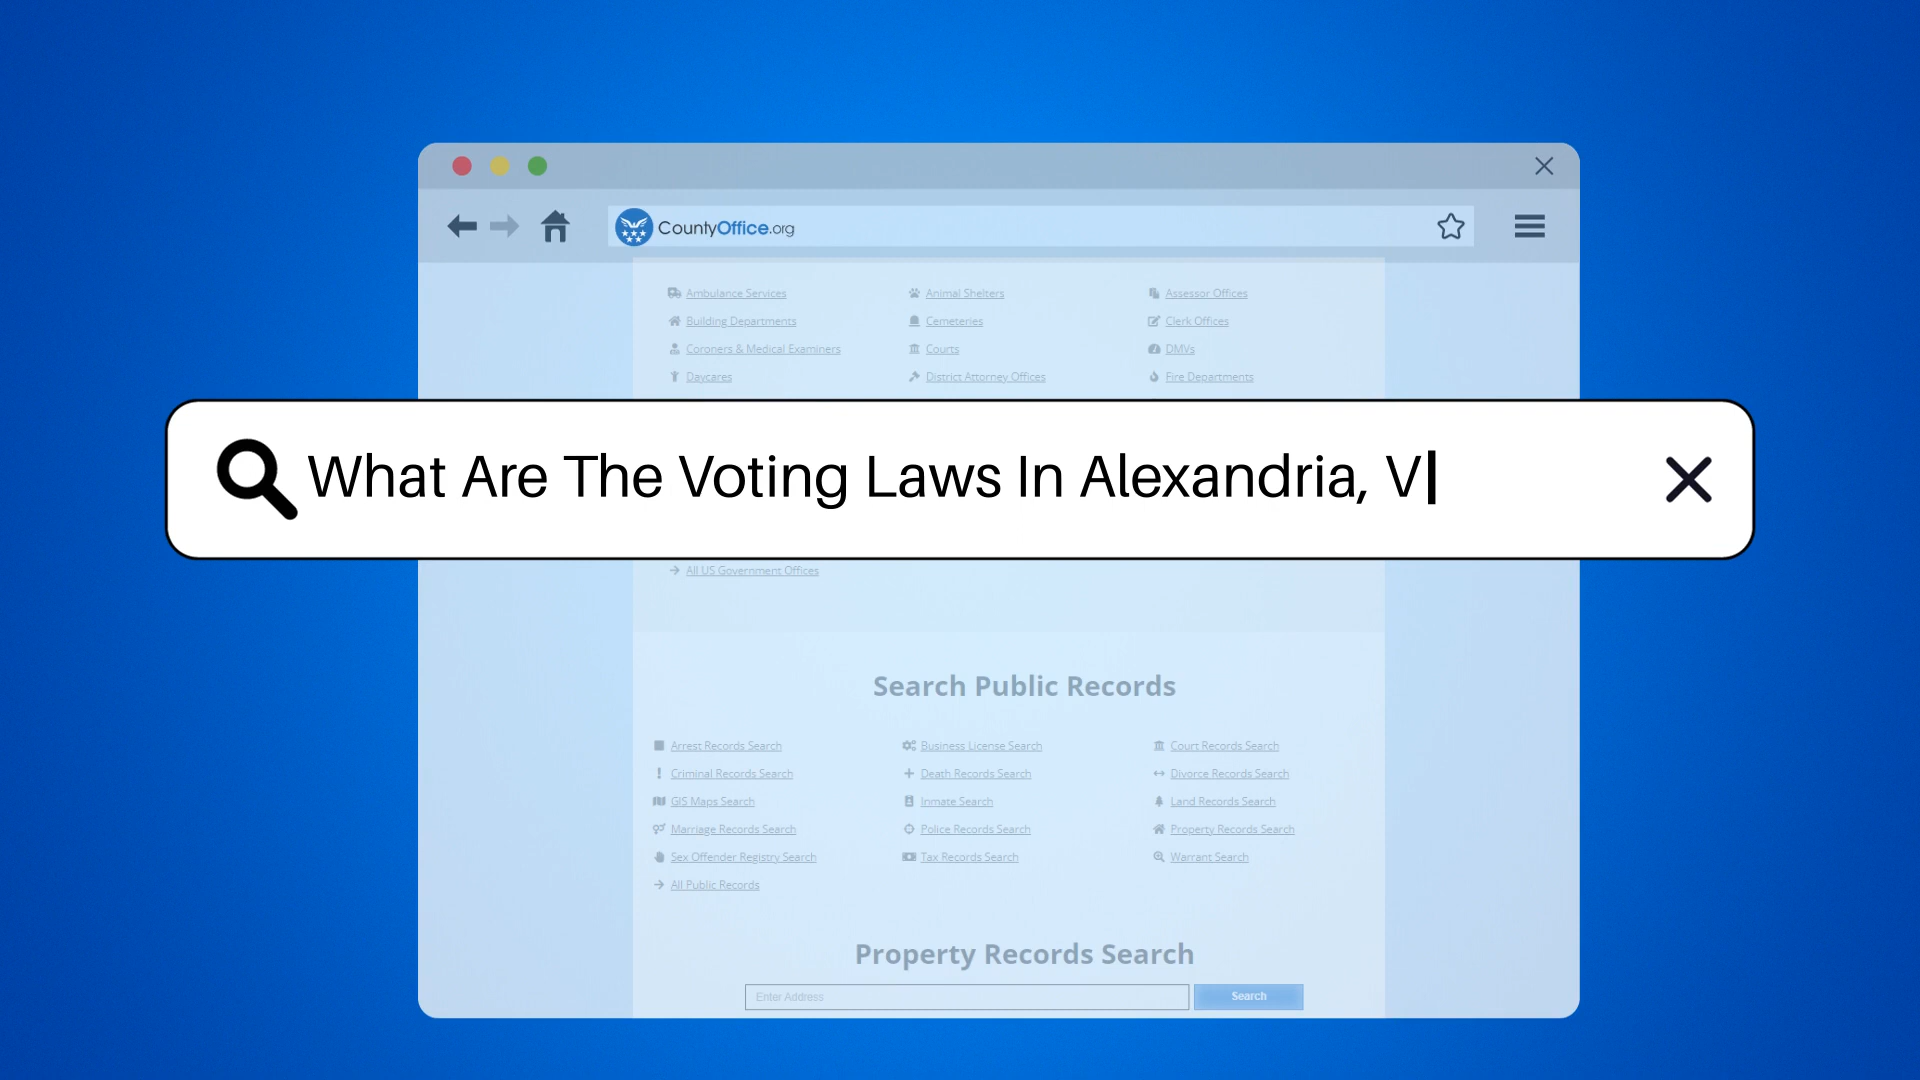 CountyOffice.org
Ambulance Services Animal Shelters Assessor Offices
Building Departments Cemeteries Clerk Offices
Coroners & Medical Examiners Courts DMVs
Daycares District Attorney Offices Fire Departments
What Are The Voting Laws In Alexandria, V
All US Government Offices
Search Public Records
Arrest Records Search Business License Search Court Records Search
Criminal Records Search Death Records Search Divorce Records Search
GIS Maps Search Inmate Search Land Records Search
Marriage Records Search Police Records Search Property Records Search
Sex Offender Registry Search Tax Records Search Warrant Search
All Public Records
Property Records Search
Enter Address Search